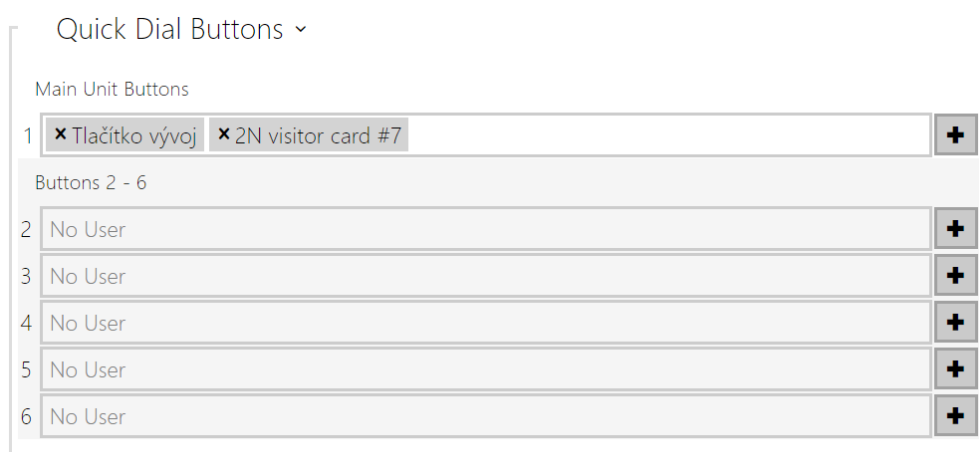 Quick Dial Buttons
Main Unit Buttons
1 × Tlačítko vývoj × 2N visitor card #7 +
Buttons 2 - 6
2 No User +
3 No User +
4 No User +
5 No User +
6 No User +